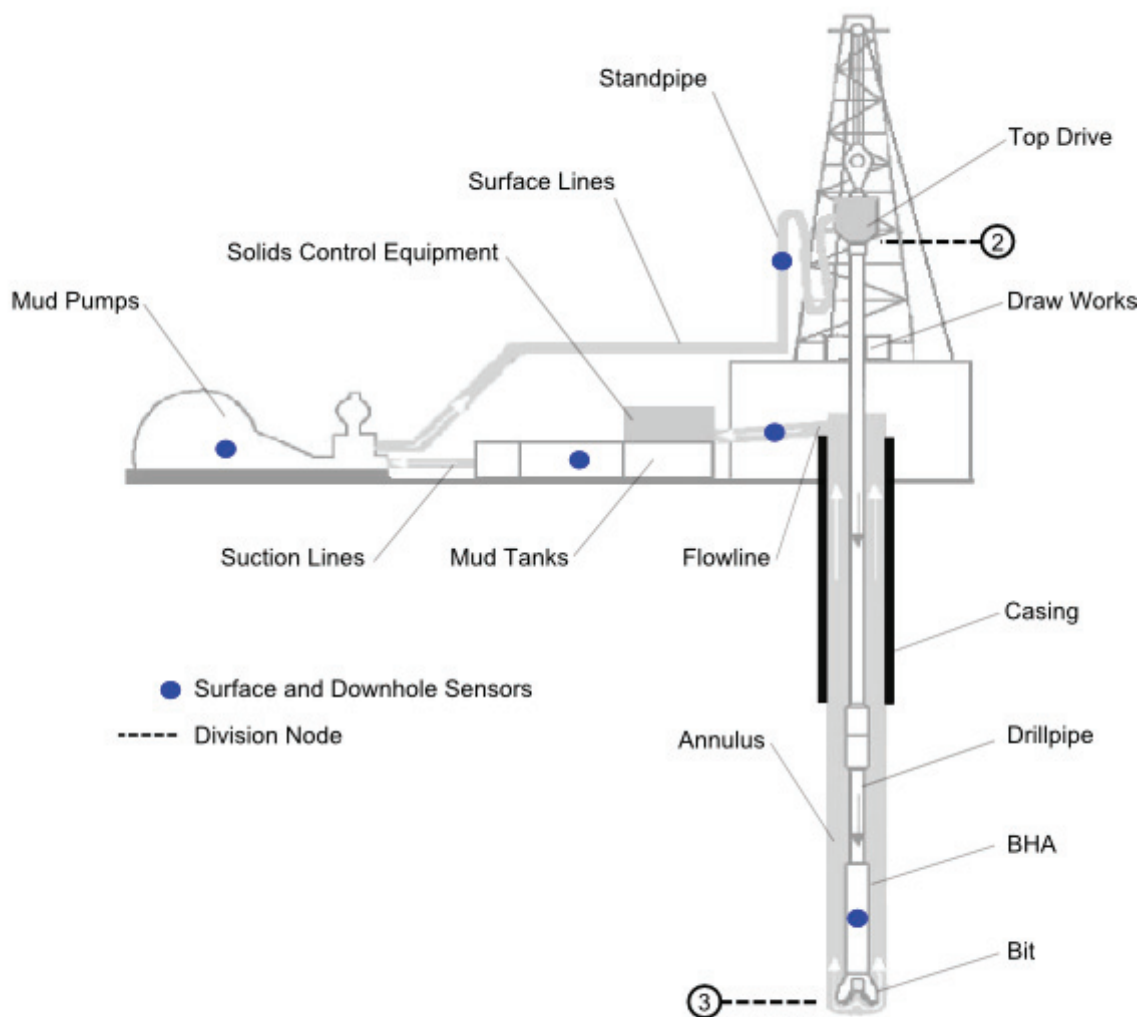 Standpipe
Top Drive
Surface Lines
Solids Control Equipment
2
Mud Pumps
Draw Works
Suction Lines
Mud Tanks
Flowline
Casing
Surface and Downhole Sensors
Division Node
Annulus
Drillpipe
BHA
Bit
3